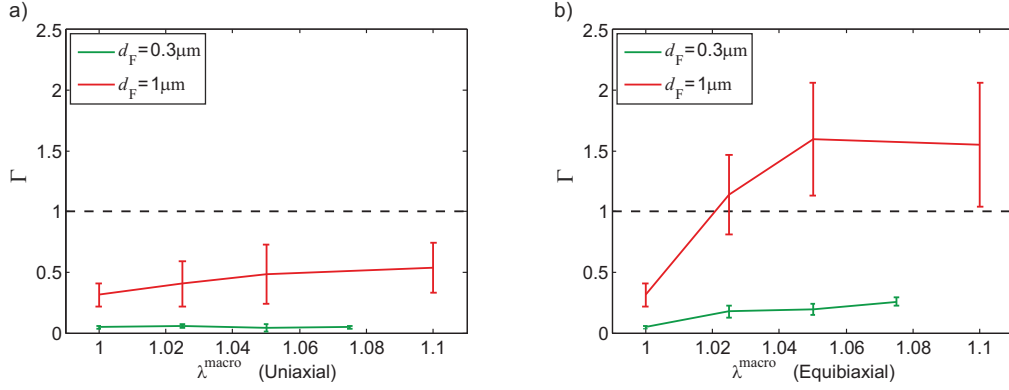 a)
2.5
2
1.5
1
0.5
0
Γ
d_F=0.3μm
d_F=1μm
1 1.02 1.04 1.06 1.08 1.1
λ^macro (Uniaxial)
b)
2.5
2
1.5
1
0.5
0
Γ
d_F=0.3μm
d_F=1μm
1 1.02 1.04 1.06 1.08 1.1
λ^macro (Equibiaxial)